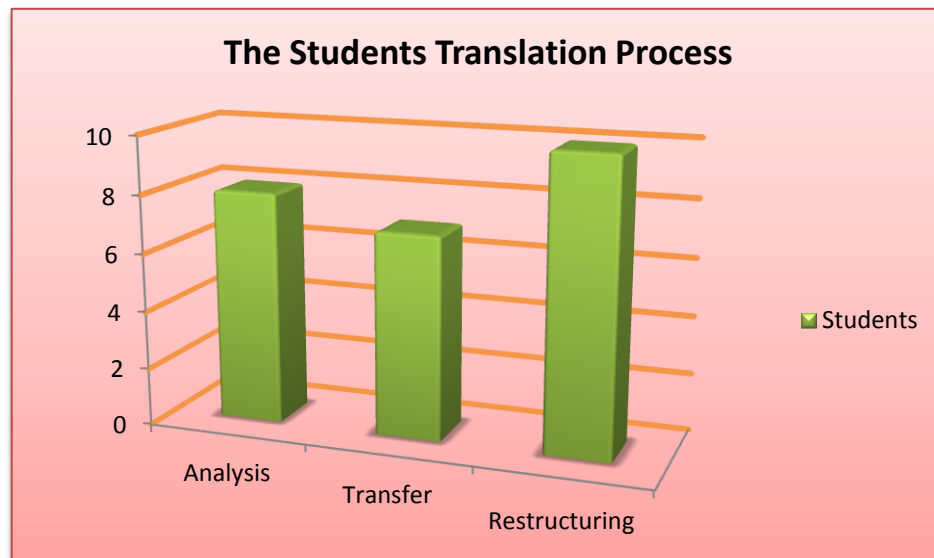 The Students Translation Process
10
8
6
4
2
0
Analysis
Transfer
Restructuring
Students